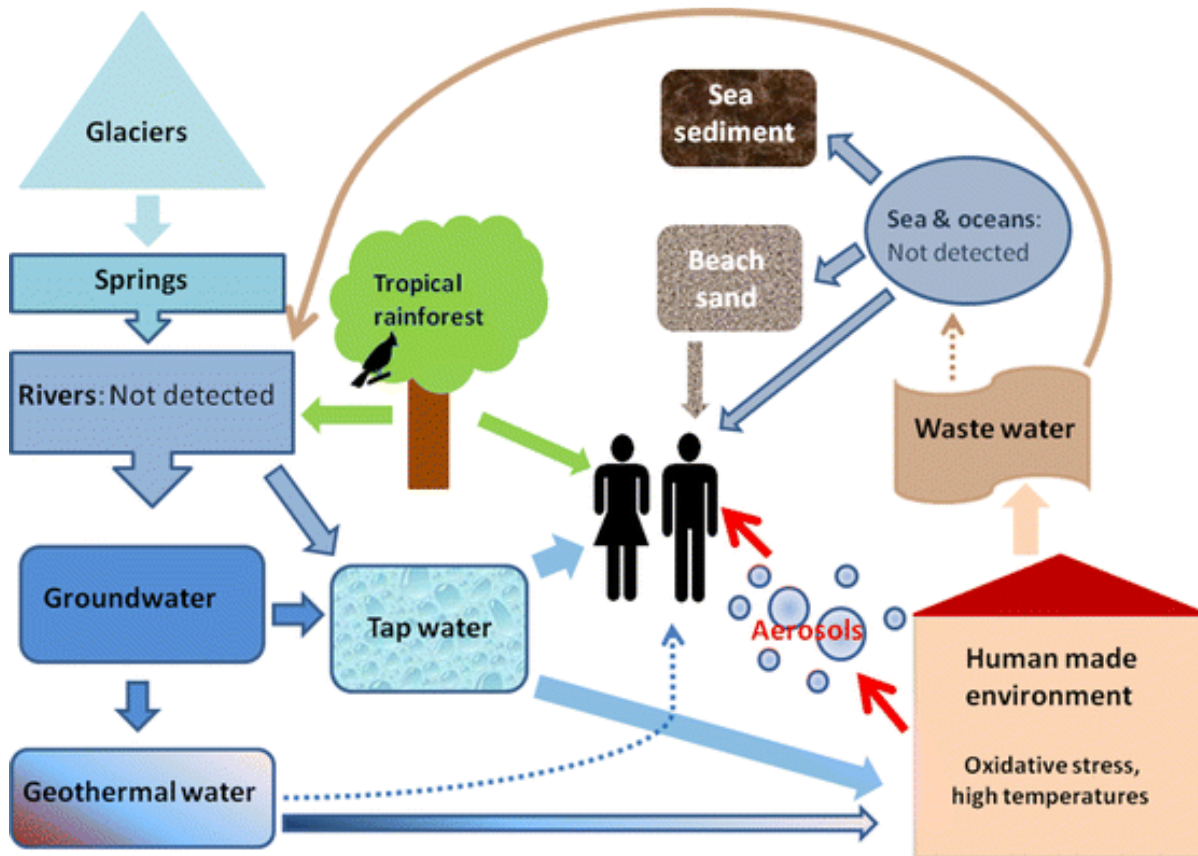 Glaciers
Springs
Rivers: Not detected
Groundwater
Geothermal water
Tropical
rainforest
Tap water
Sea
sediment
Beach
sand
Sea & oceans:
Not detected
Waste water
Aerosols
Human made
environment
Oxidative stress,
high temperatures